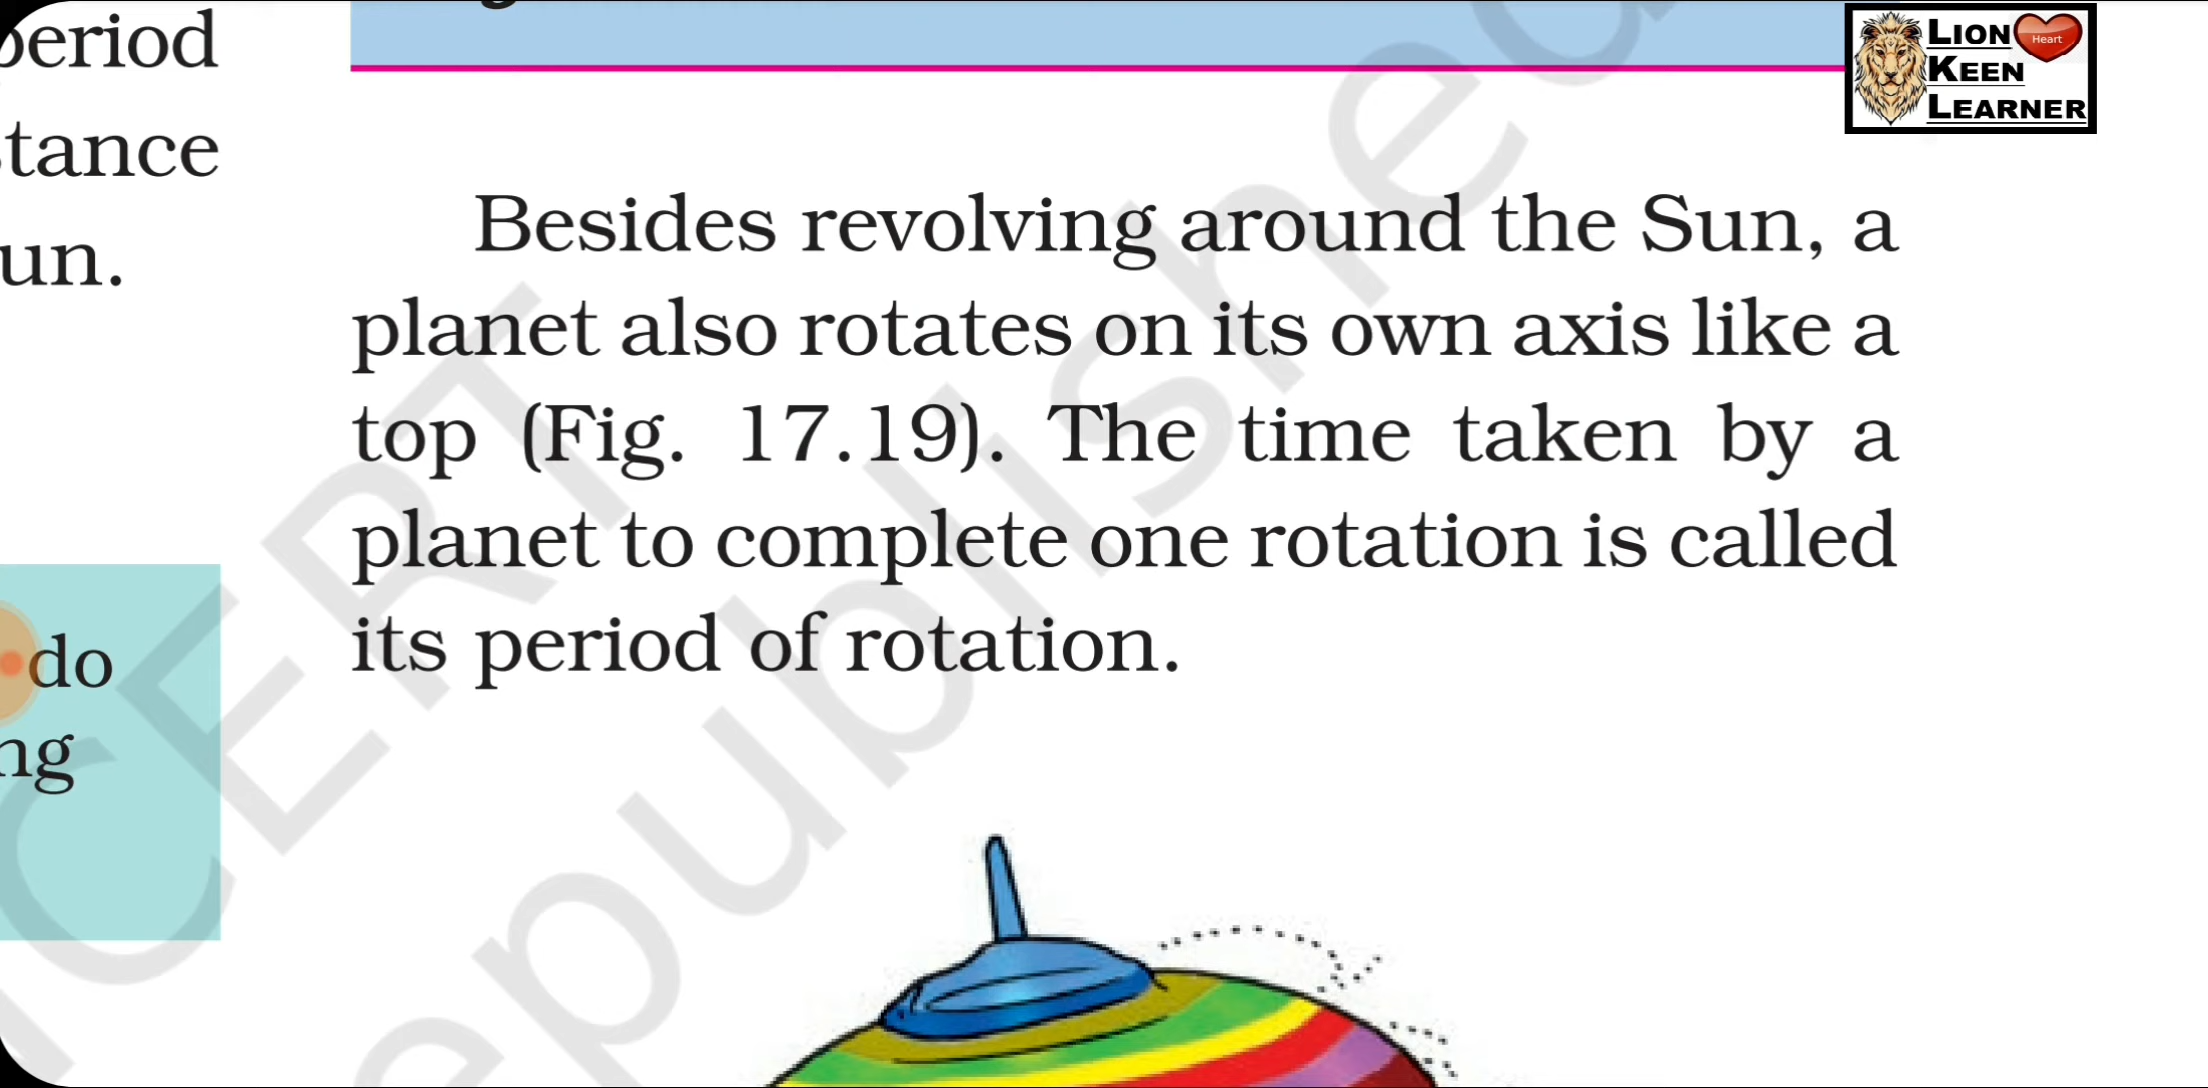 period
tance
un.
do
ng
LION
Heart
KEEN
LEARNER
Besides revolving around the Sun, a
planet also rotates on its own axis like a
top (Fig. 17.19). The time taken by a
planet to complete one rotation is called
its period of rotation.
CERT
republished